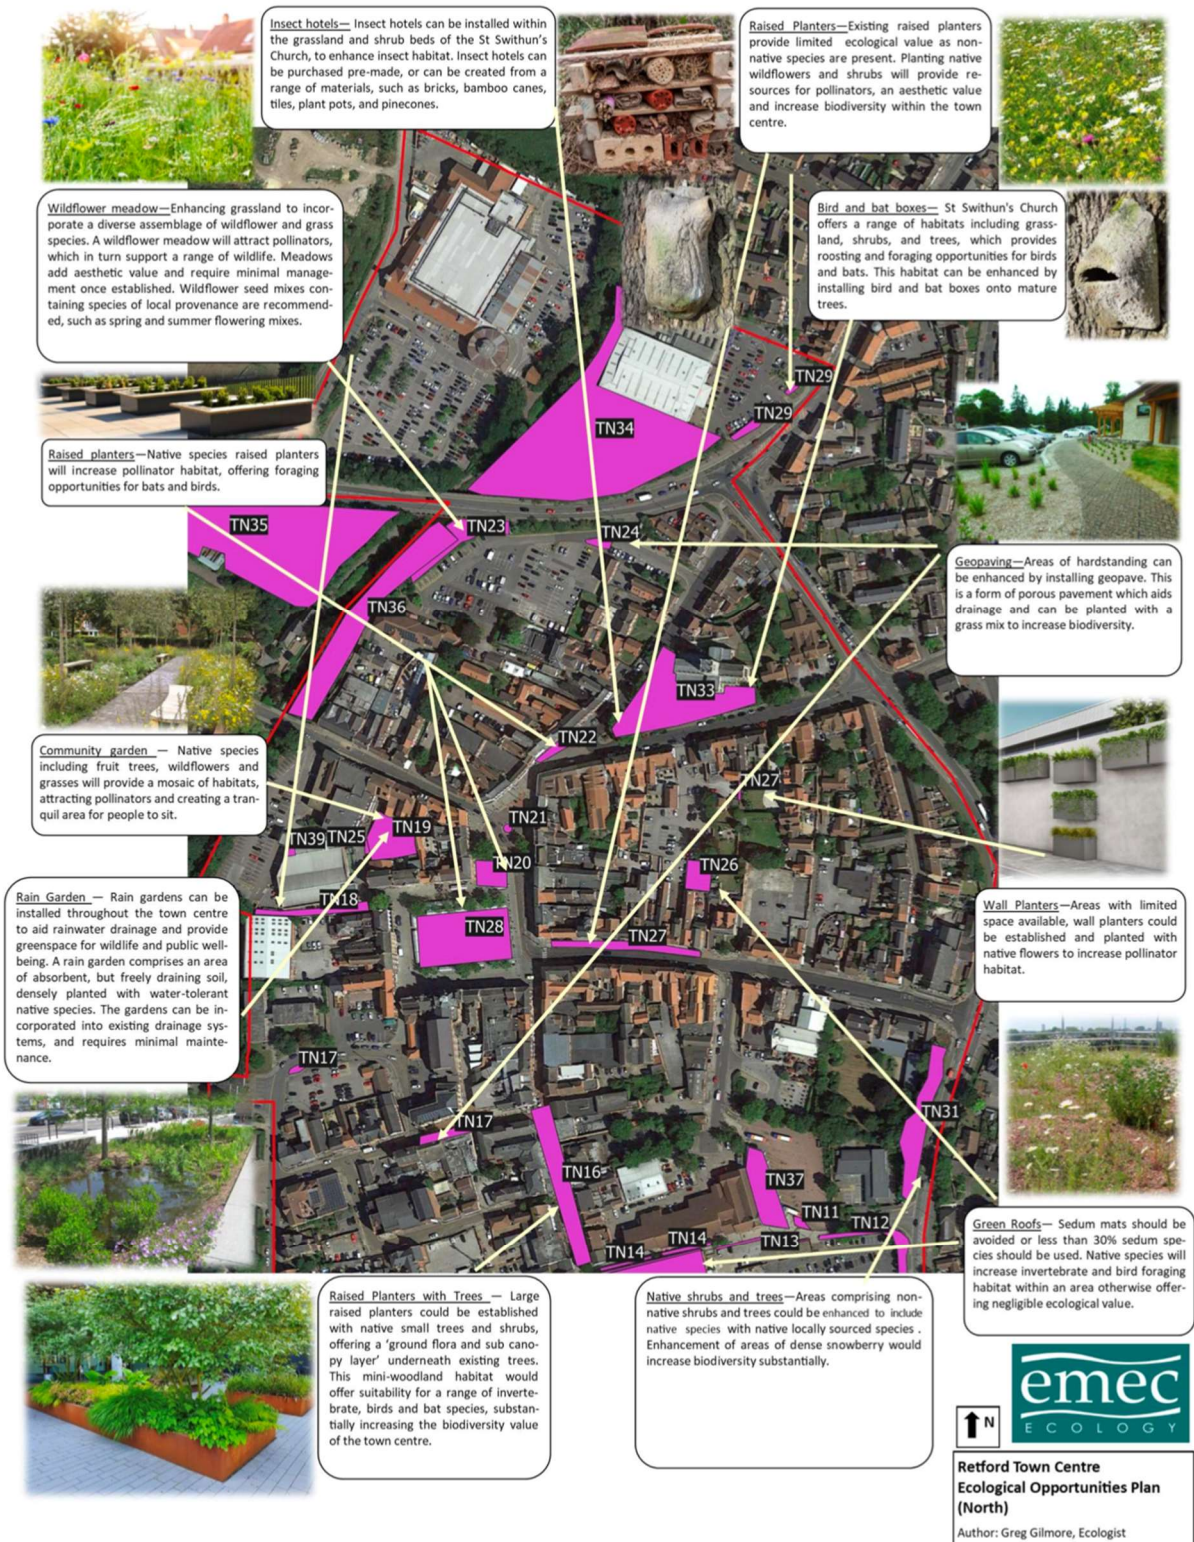 Insect hotels— Insect hotels can be installed within
the grassland and shrub beds of the St Swithun's
Church, to enhance insect habitat. Insect hotels can
be purchased pre-made, or can be created from a
range of materials, such as bricks, bamboo canes,
tiles, plant pots, and pinecones.
Raised Planters—Existing raised planters
provide limited ecological value as non-
native species are present. Planting native
wildflowers and shrubs will provide re-
sources for pollinators, an aesthetic value
and increase biodiversity within the town
centre.
Wildflower meadow—Enhancing grassland to incor-
porate a diverse assemblage of wildflower and grass
species. A wildflower meadow will attract pollinators,
which in turn support a range of wildlife. Meadows
add aesthetic value and require minimal manage-
ment once established. Wildflower seed mixes con-
taining species of local provenance are recommend-
ed, such as spring and summer flowering mixes.
Bird and bat boxes— St Swithun's Church
offers a range of habitats including grass-
land, shrubs, and trees, which provides
roosting and foraging opportunities for birds
and bats. This habitat can be enhanced by
installing bird and bat boxes onto mature
trees.
TN29
TN29
TN34
Raised planters—Native species raised planters
will increase pollinator habitat, offering foraging
opportunities for bats and birds.
TN35
TN23
TN24
Geopaving—Areas of hardstanding can
be enhanced by installing geopave. This
is a form of porous pavement which aids
drainage and can be planted with a
grass mix to increase biodiversity.
TN36
TN33
TN22
Community garden — Native species
including fruit trees, wildflowers and
grasses will provide a mosaic of habitats,
attracting pollinators and creating a tran-
quil area for people to sit.
TN27
TN21
TN39
TN25
TN19
TN20
TN26
Rain Garden — Rain gardens can be
installed throughout the town centre
to aid rainwater drainage and provide
greenspace for wildlife and public well-
being. A rain garden comprises an area
of absorbent, but freely draining soil,
densely planted with water-tolerant
native species. The gardens can be in-
corporated into existing drainage sys-
tems, and requires minimal mainte-
nance.
TN18
TN28
TN27
Wall Planters—Areas with limited
space available, wall planters could
be established and planted with
native flowers to increase pollinator
habitat.
TN17
TN17
TN31
TN16
TN37
TN11
TN12
TN13
TN14
TN14
Green Roofs— Sedum mats should be
avoided or less than 30% sedum spe-
cies should be used. Native species will
increase invertebrate and bird foraging
habitat within an area otherwise offer-
ing negligible ecological value.
Raised Planters with Trees — Large
raised planters could be established
with native small trees and shrubs,
offering a 'ground flora and sub cano-
py layer' underneath existing trees.
This mini-woodland habitat would
offer suitability for a range of inverte-
brate, birds and bat species, substan-
tially increasing the biodiversity value
of the town centre.
Native shrubs and trees—Areas comprising non-
native shrubs and trees could be enhanced to include
native species with native locally sourced species .
Enhancement of areas of dense snowberry would
increase biodiversity substantially.
emec
ECOLOGY
N
Retford Town Centre
Ecological Opportunities Plan
(North)
Author: Greg Gilmore, Ecologist